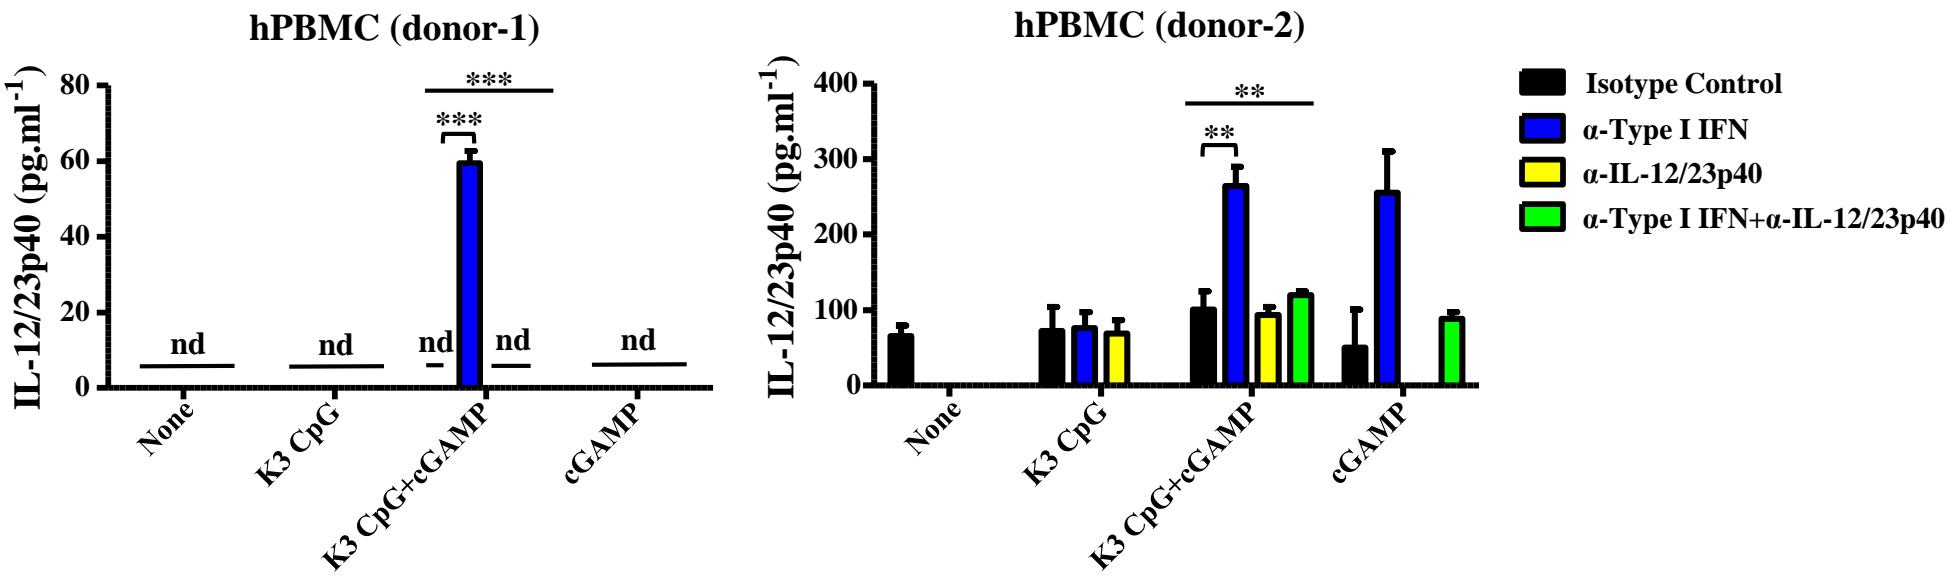 hPBMC (donor-1)
IL-12/23p40 (pg.ml-1)
80
60
40
20
0
***
***
nd
nd
nd
nd
nd
None
K3 CpG
K3 CpG+cGAMP
cGAMP
hPBMC (donor-2)
IL-12/23p40 (pg.ml-1)
400
300
200
100
0
**
**
None
K3 CpG
K3 CpG+cGAMP
cGAMP
Isotype Control
α-Type I IFN
α-IL-12/23p40
α-Type I IFN+α-IL-12/23p40